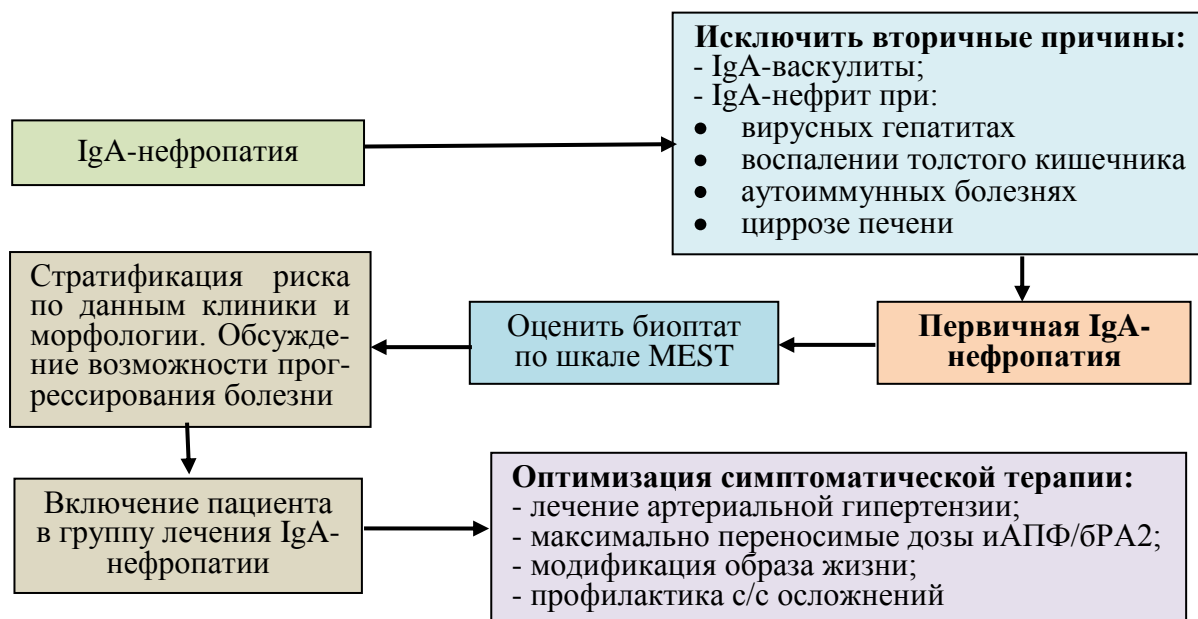 IgA-нефропатия
Исключить вторичные причины:
- IgA-васкулиты;
- IgA-нефрит при:
• вирусных гепатитах
• воспалении толстого кишечника
• аутоиммунных болезнях
• циррозе печени
Первичная IgA-
нефропатия
Оценить биоптат
по шкале MEST
Стратификация риска
по данным клиники и
морфологии. Обсужде-
ние возможности прог-
рессирования болезни
Включение пациента
в группу лечения IgA-
нефропатии
Оптимизация симптоматической терапии:
- лечение артериальной гипертензии;
- максимально переносимые дозы иАПФ/бРА2;
- модификация образа жизни;
- профилактика с/с осложнений